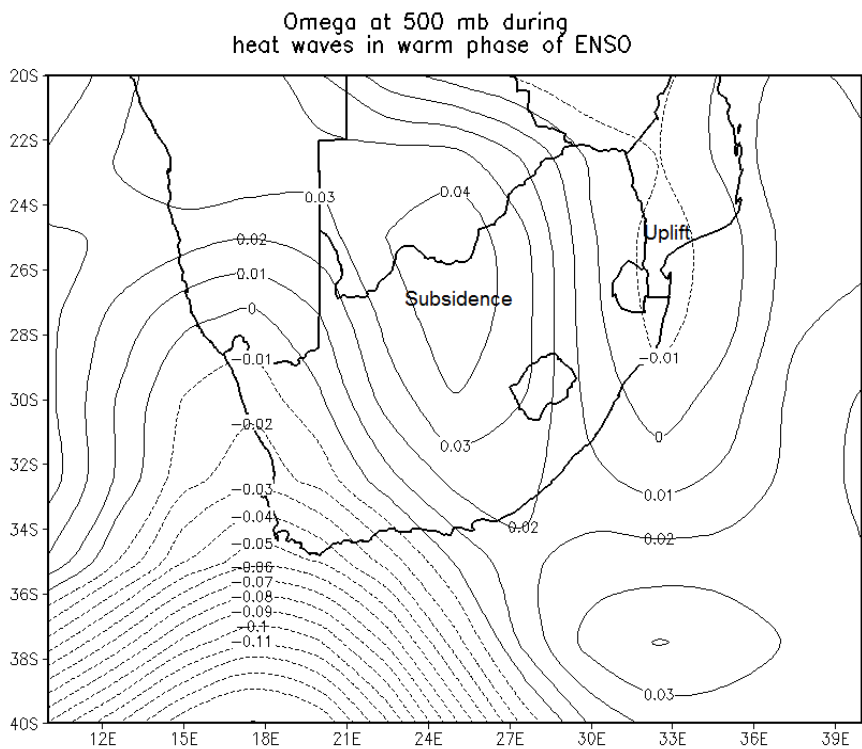 Omega at 500 mb during
heat waves in warm phase of ENSO
20S
22S
0.04
0.03
24S
Uplift
0.02
26S
0.01
Subsidence
0
28S
-0.01
-0.01
30S
-0.02
0
0.03
32S
-0.03
0.01
-0.04
0.02
34S
0.02
-0.05
-0.06
36S
-0.07
-0.08
-0.09
-0.1
-0.11
38S
0.03
40S
12E 15E 18E 21E 24E 27E 30E 33E 36E 39E